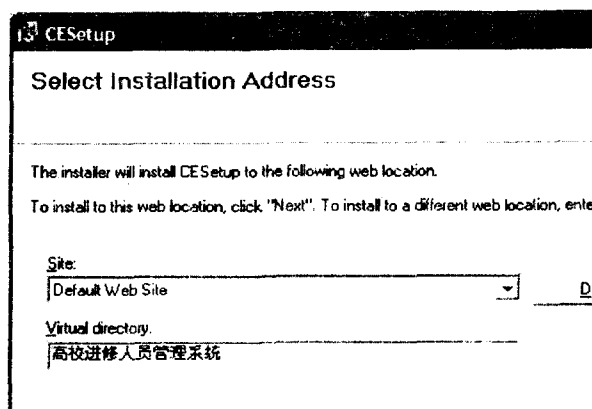 CESetup
Select Installation Address
The installer will install CESetup to the following web location.
To install to this web location, click "Next". To install to a different web location, ente
Site:
Default Web Site
D
Virtual directory.
高校进修人员管理系统